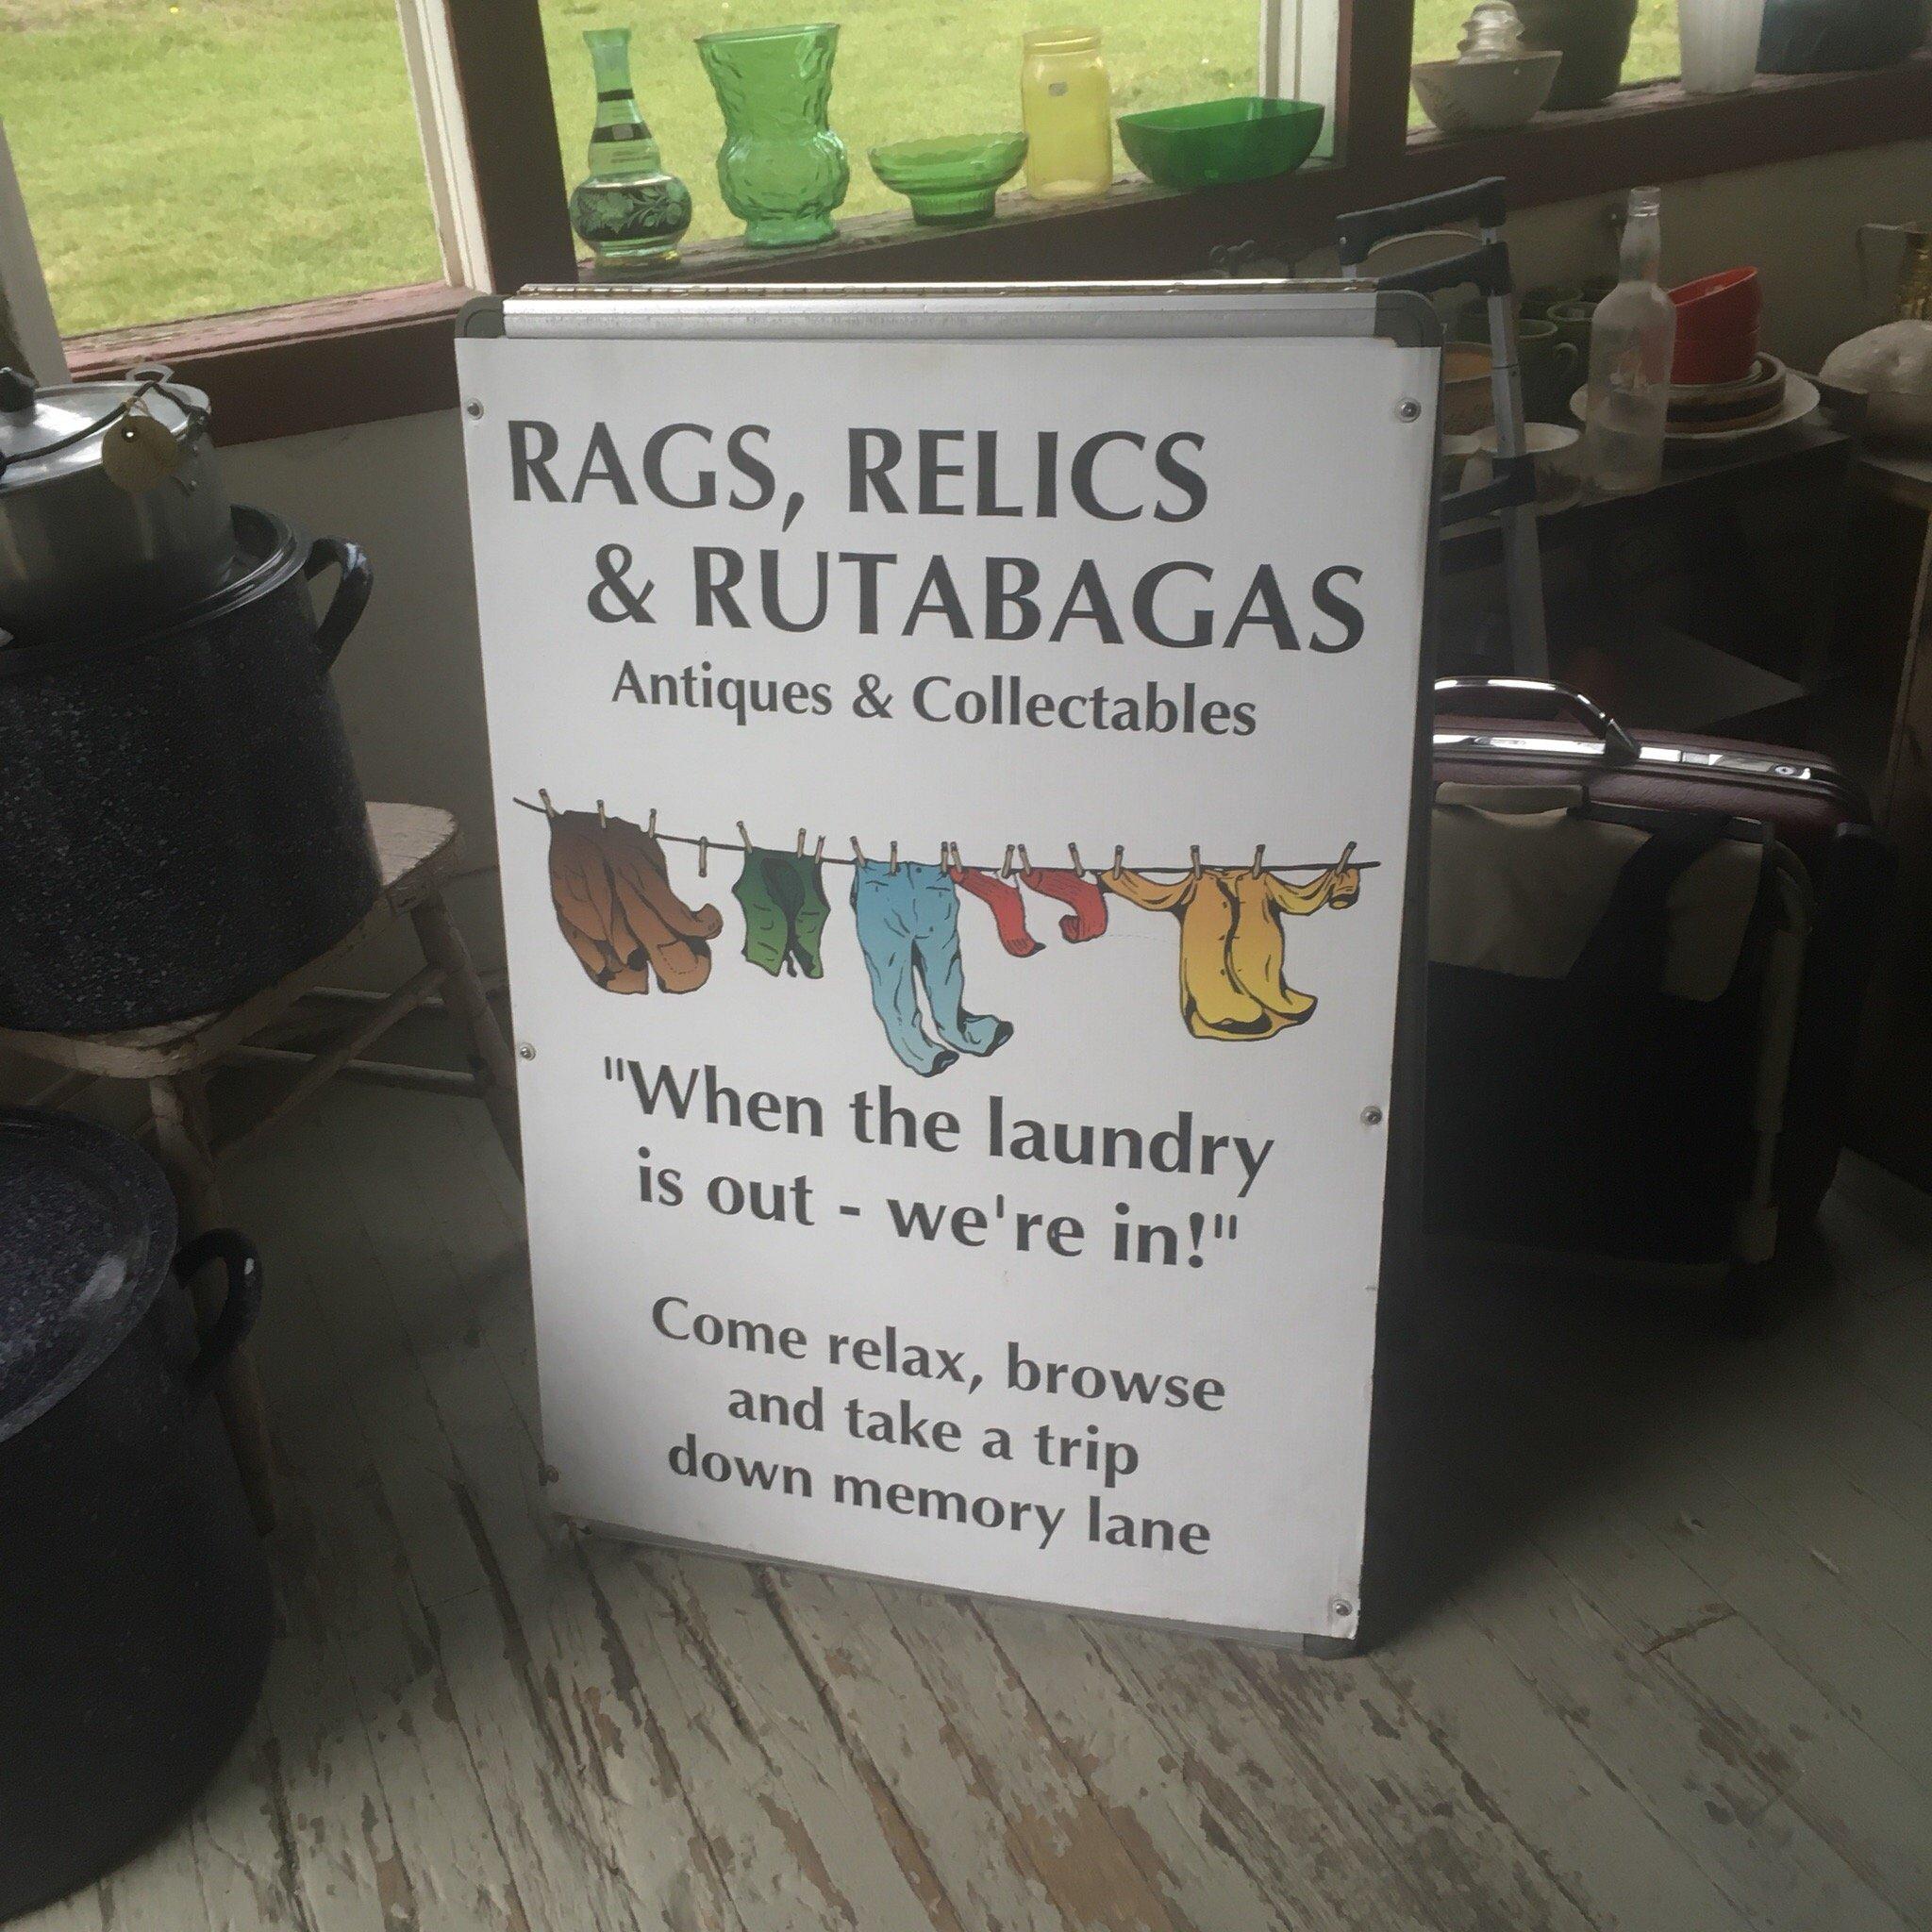 RAGS, RELICS
& RUTABAGAS
Antiques & Collectables
"When the laundry
is out - we're in!"
Come relax, browse
and take a trip
down memory lane